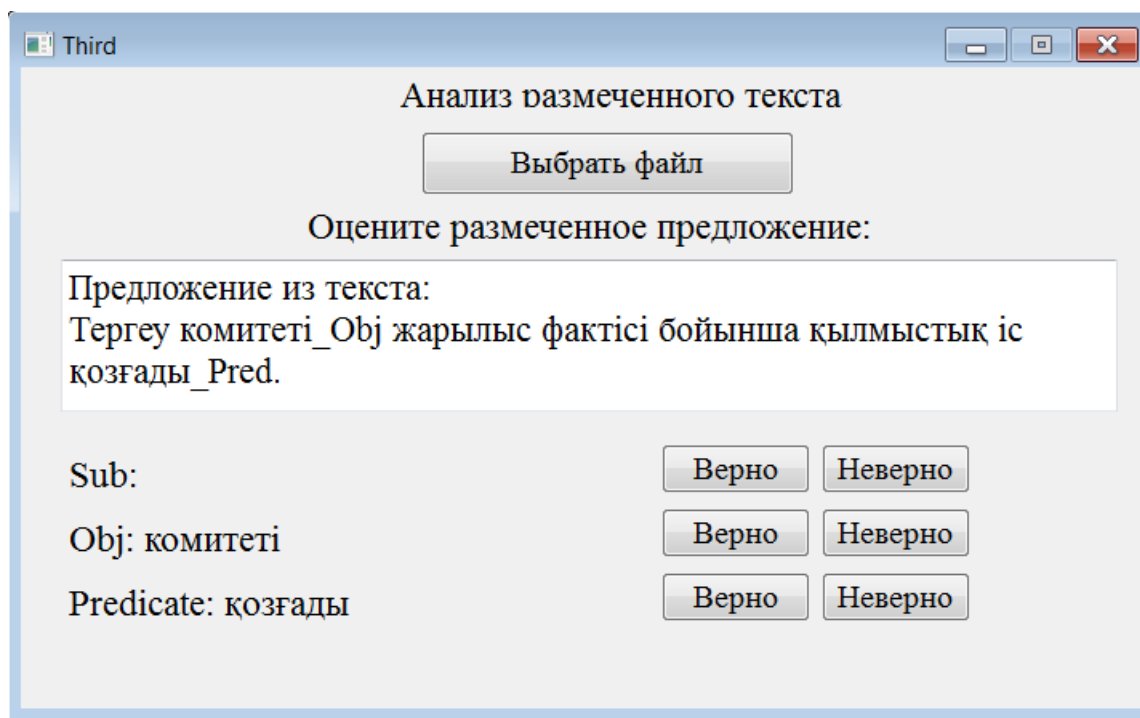 Third
Анализ размеченного текста
Выбрать файл
Оцените размеченное предложение:
Предложение из текста:
Тергеу комитеті_Obj жарылыс фактісі бойынша қылмыстық іс
қозғады_Pred.
Sub: Верно Неверно
Obj: комитеті Верно Неверно
Predicate: қозғады Верно Неверно